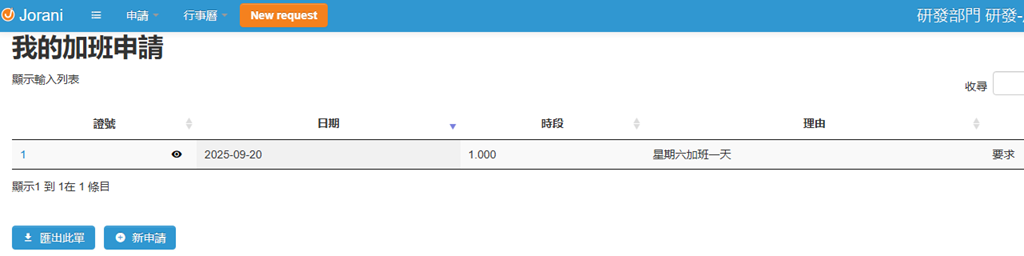 Jorani 申請 行事曆 New request 研發部門 研發-
我的加班申請
顯示輸入列表
收尋
證號 日期 時段 理由
1 2025-09-20 1.000 星期六加班一天 要求
顯示1 到 1在 1 條目
匯出此單 新申請